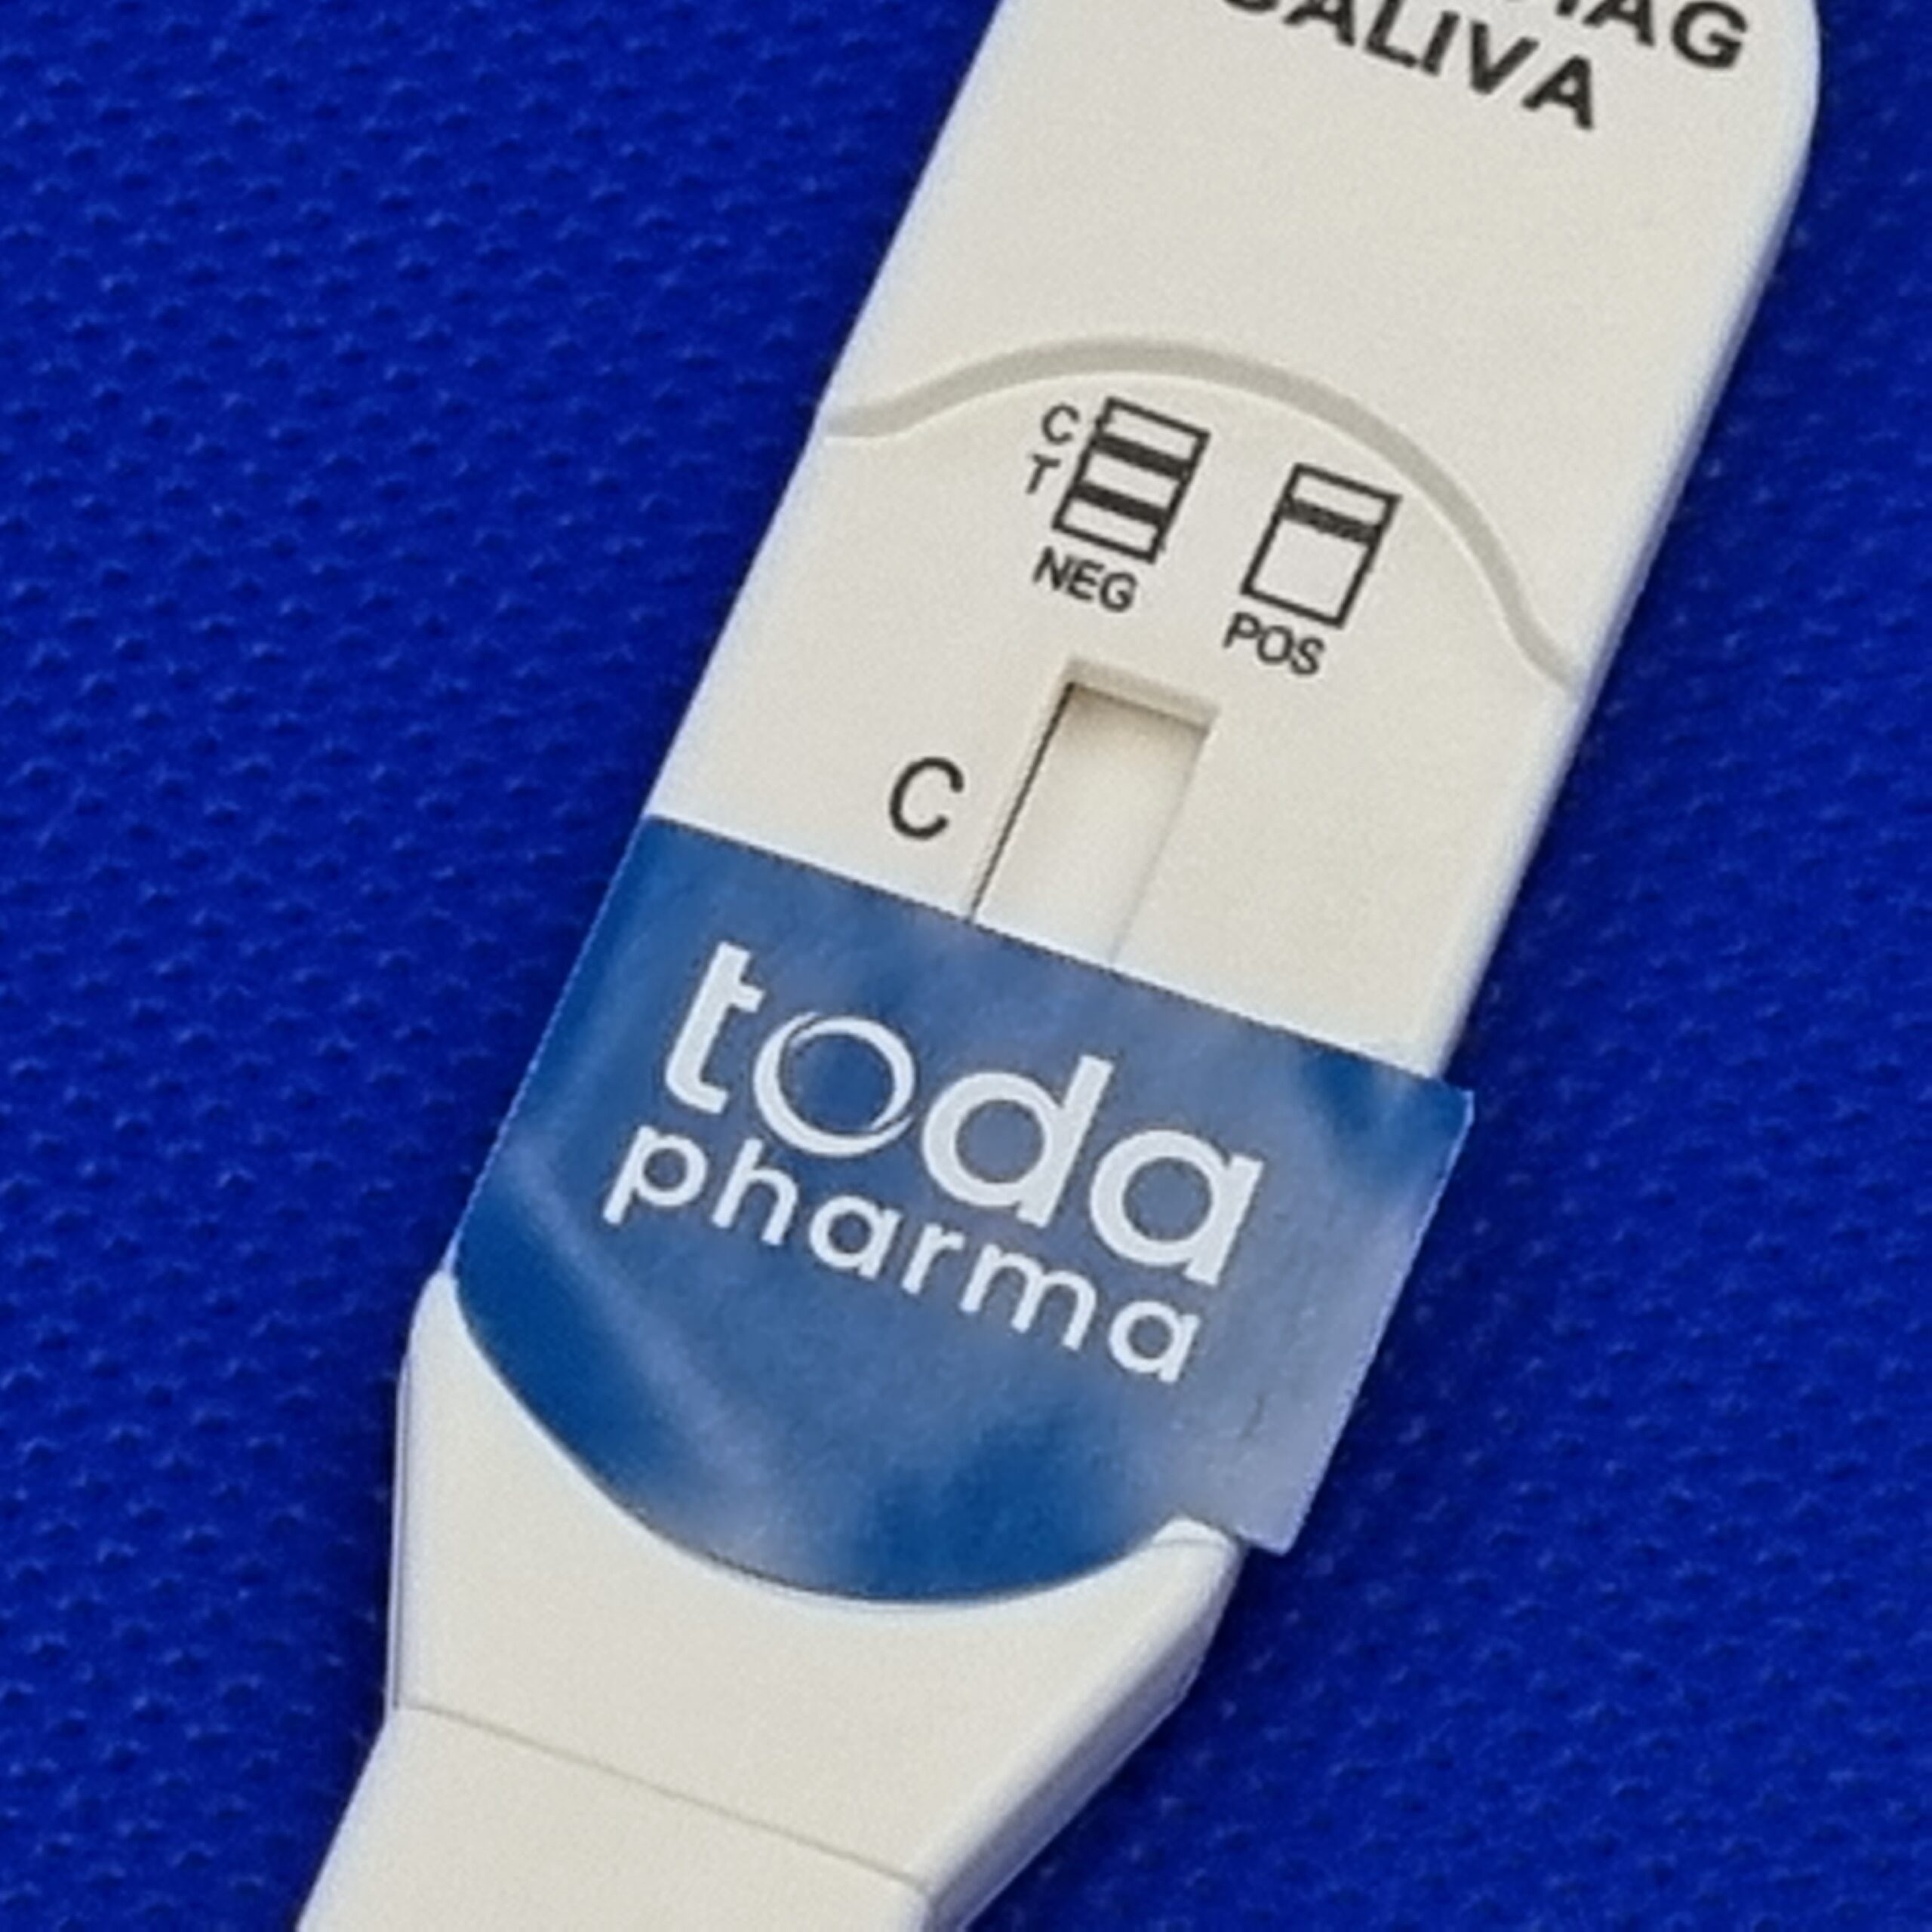 SALIVA
C
T
NEG
POS
C
toda
pharma